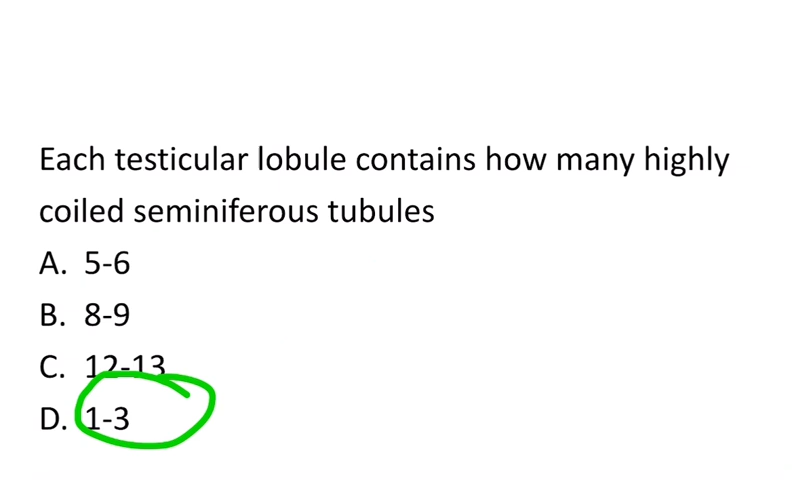 Each testicular lobule contains how many highly
coiled seminiferous tubules
A. 5-6
B. 8-9
C. 12-13
D. 1-3